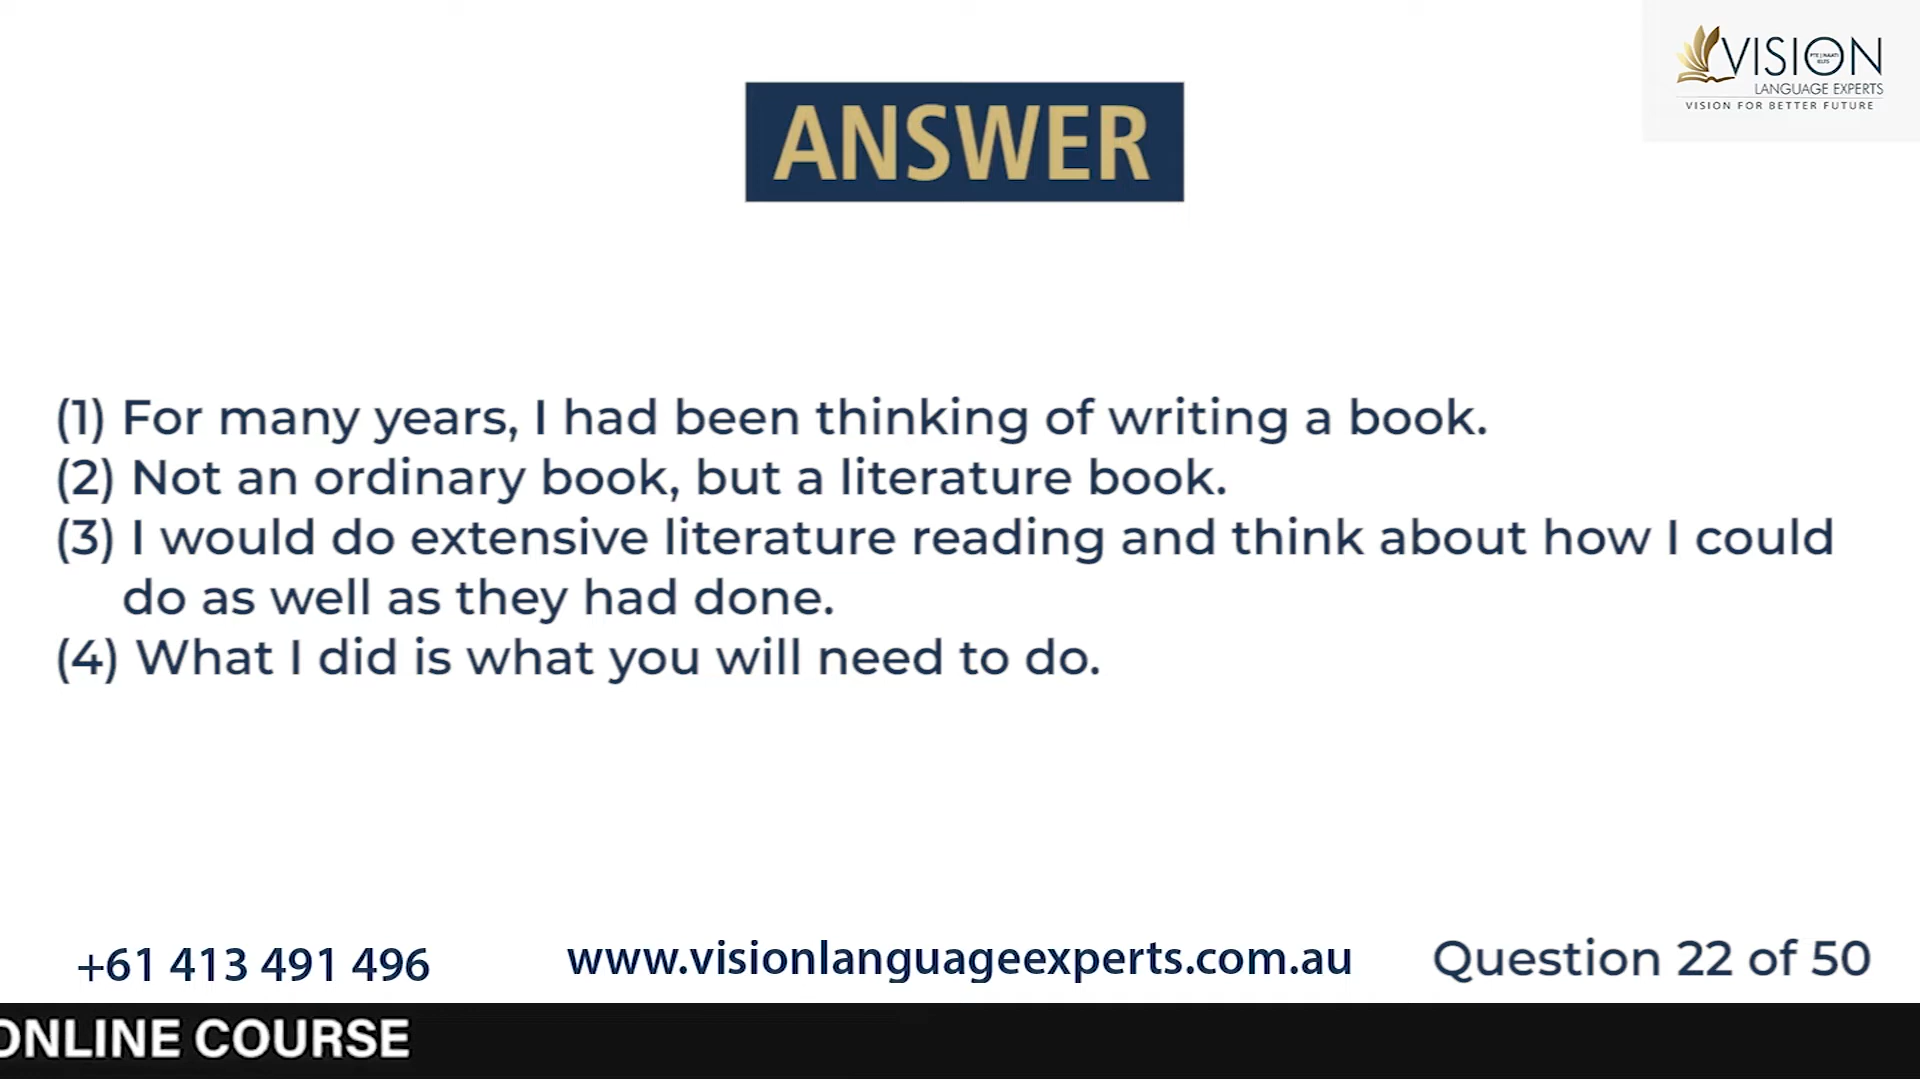 VISION
LANGUAGE EXPERTS
VISION FOR BETTER FUTURE
ANSWER
(1) For many years, I had been thinking of writing a book.
(2) Not an ordinary book, but a literature book.
(3) I would do extensive literature reading and think about how I could
do as well as they had done.
(4) What I did is what you will need to do.
+61 413 491 496
www.visionlanguageexperts.com.au
Question 22 of 50
ONLINE COURSE